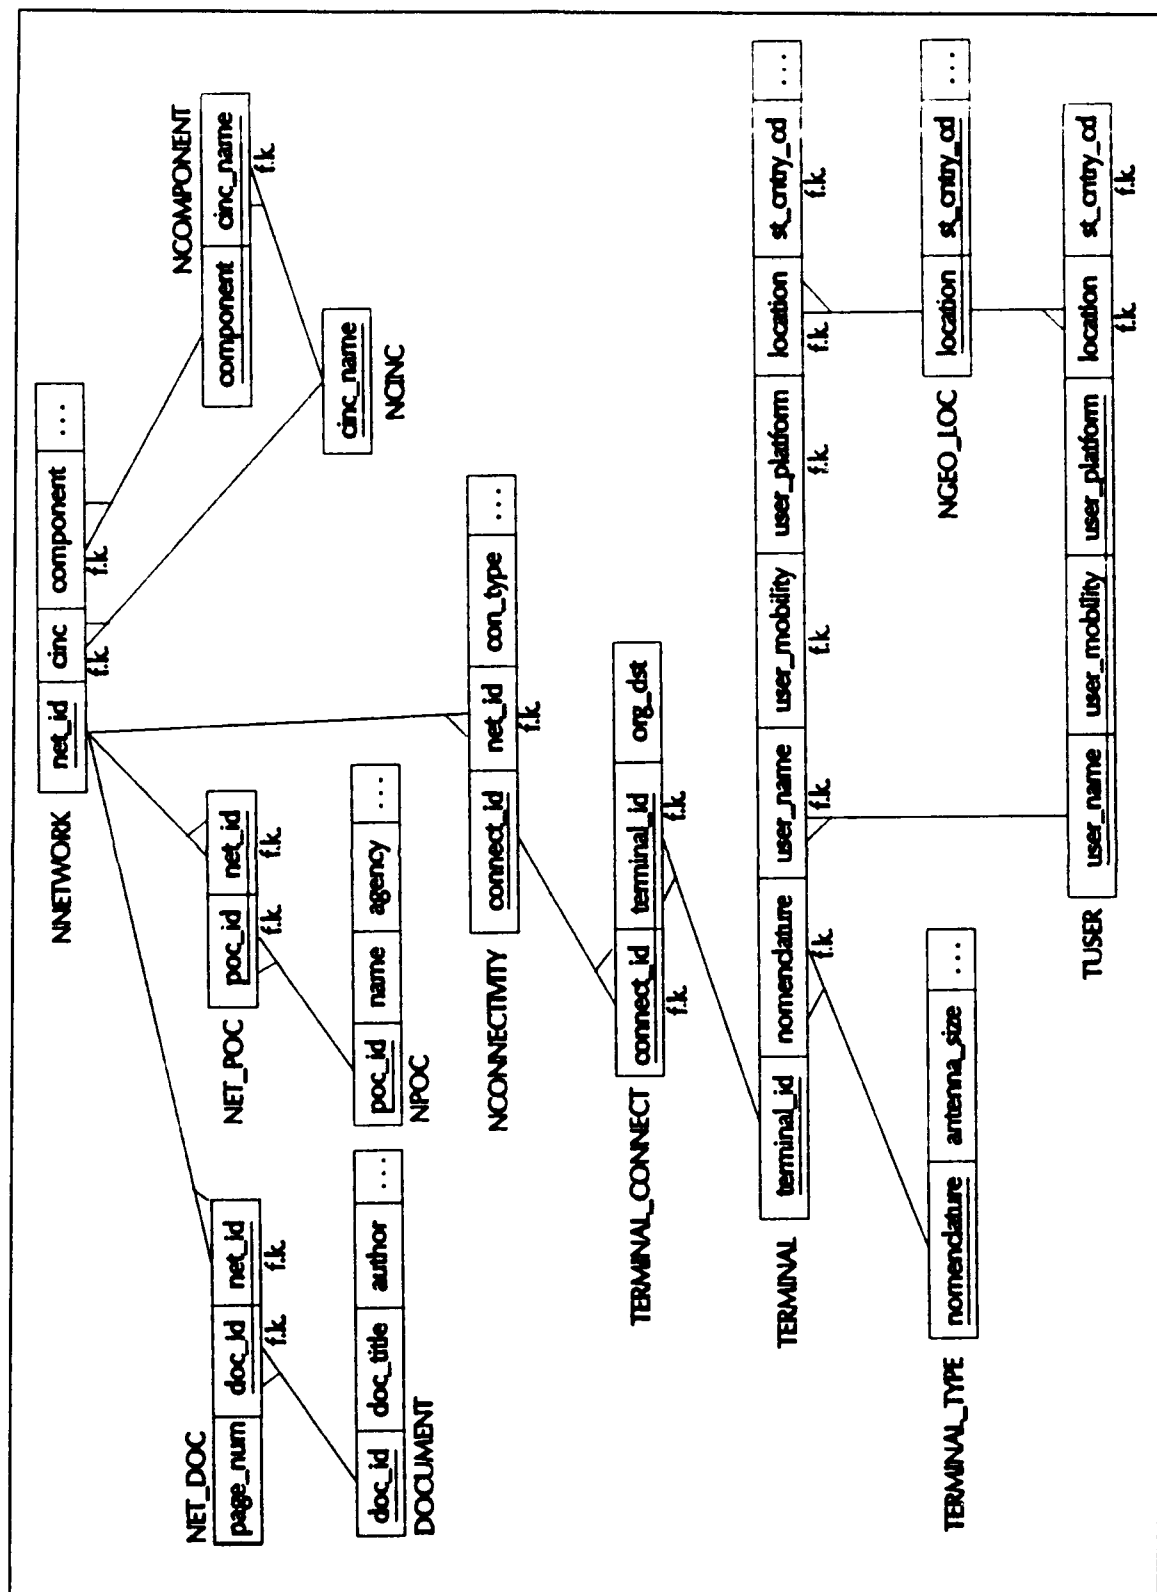 NNETWORK
net_id cinc component ...
f.k. f.k.
NET_DOC
page_num doc_id net_id
f.k. f.k.
NET_POC
poc_id net_id
f.k. f.k.
NCOMPONENT
component cinc_name
f.k.
doc_id doc_title author ...
DOCUMENT
poc_id name agency ...
NPOC
cinc_name
NCINC
NCONNECTIVITY
connect_id net_id con_type ...
f.k.
TERMINAL_CONNECT
connect_id terminal_id org_dst
f.k. f.k.
TERMINAL
terminal_id nomenclature user_name user_mobility user_platform location st_cntry_cd ...
f.k. f.k. f.k. f.k. f.k. f.k.
TERMINAL_TYPE
nomenclature antenna_size ...
NGEO_LOC
location st_cntry_cd ...
TUSER
user_name user_mobility user_platform location st_cntry_cd
f.k. f.k.